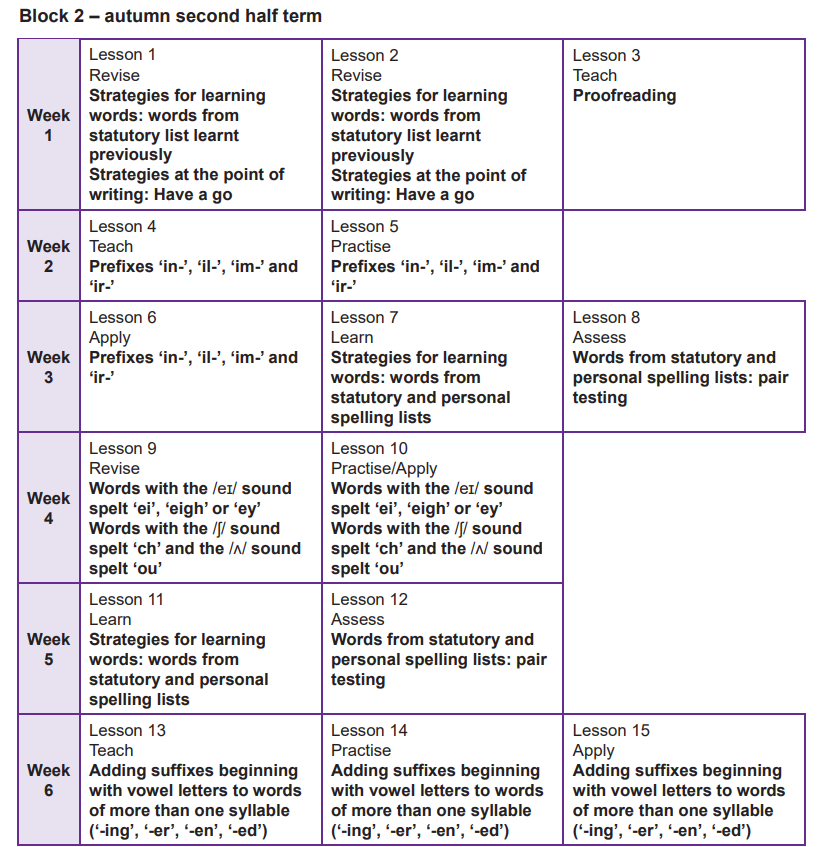 Block 2 – autumn second half term
Week
1
Lesson 1
Revise
Strategies for learning
words: words from
statutory list learnt
previously
Strategies at the point of
writing: Have a go
Lesson 2
Revise
Strategies for learning
words: words from
statutory list learnt
previously
Strategies at the point of
writing: Have a go
Lesson 3
Teach
Proofreading
Week
2
Lesson 4
Teach
Prefixes ‘in-’, ‘il-’, ‘im-’ and
‘ir-’
Lesson 5
Practise
Prefixes ‘in-’, ‘il-’, ‘im-’ and
‘ir-’
Week
3
Lesson 6
Apply
Prefixes ‘in-’, ‘il-’, ‘im-’ and
‘ir-’
Lesson 7
Learn
Strategies for learning
words: words from
statutory and personal
spelling lists
Lesson 8
Assess
Words from statutory and
personal spelling lists: pair
testing
Week
4
Lesson 9
Revise
Words with the /eɪ/ sound
spelt ‘ei’, ‘eigh’ or ‘ey’
Words with the /ʃ/ sound
spelt ‘ch’ and the /ʌ/ sound
spelt ‘ou’
Lesson 10
Practise/Apply
Words with the /eɪ/ sound
spelt ‘ei’, ‘eigh’ or ‘ey’
Words with the /ʃ/ sound
spelt ‘ch’ and the /ʌ/ sound
spelt ‘ou’
Week
5
Lesson 11
Learn
Strategies for learning
words: words from
statutory and personal
spelling lists
Lesson 12
Assess
Words from statutory and
personal spelling lists: pair
testing
Week
6
Lesson 13
Teach
Adding suffixes beginning
with vowel letters to words
of more than one syllable
(‘-ing’, ‘-er’, ‘-en’, ‘-ed’)
Lesson 14
Practise
Adding suffixes beginning
with vowel letters to words
of more than one syllable
(‘-ing’, ‘-er’, ‘-en’, ‘-ed’)
Lesson 15
Apply
Adding suffixes beginning
with vowel letters to words
of more than one syllable
(‘-ing’, ‘-er’, ‘-en’, ‘-ed’)